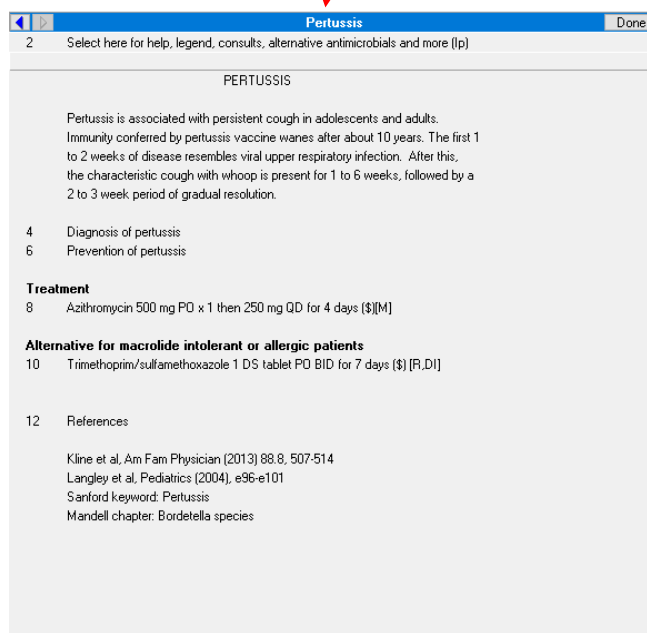 Pertussis
Done
2 Select here for help, legend, consults, alternative antimicrobials and more (lp)
PERTUSSIS
Pertussis is associated with persistent cough in adolescents and adults.
Immunity conferred by pertussis vaccine wanes after about 10 years. The first 1
to 2 weeks of disease resembles viral upper respiratory infection. After this,
the characteristic cough with whoop is present for 1 to 6 weeks, followed by a
2 to 3 week period of gradual resolution.
4 Diagnosis of pertussis
6 Prevention of pertussis
Treatment
8 Azithromycin 500 mg PO x 1 then 250 mg QD for 4 days ($)[M]
Alternative for macrolide intolerant or allergic patients
10 Trimethoprim/sulfamethoxazole 1 DS tablet PO BID for 7 days ($) [R,DI]
12 References
Kline et al, Am Fam Physician (2013) 88.8, 507-514
Langley et al, Pediatrics (2004), e96-e101
Sanford keyword: Pertussis
Mandell chapter: Bordetella species